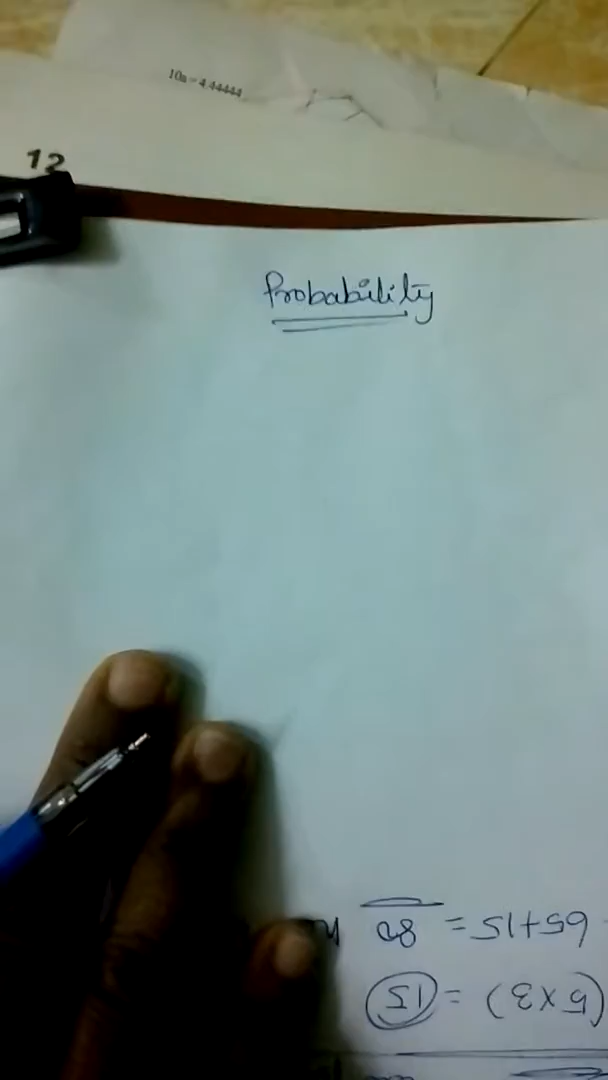 10a = 4.44444
12
Probability
65+15 = 80
(5×3) = 15